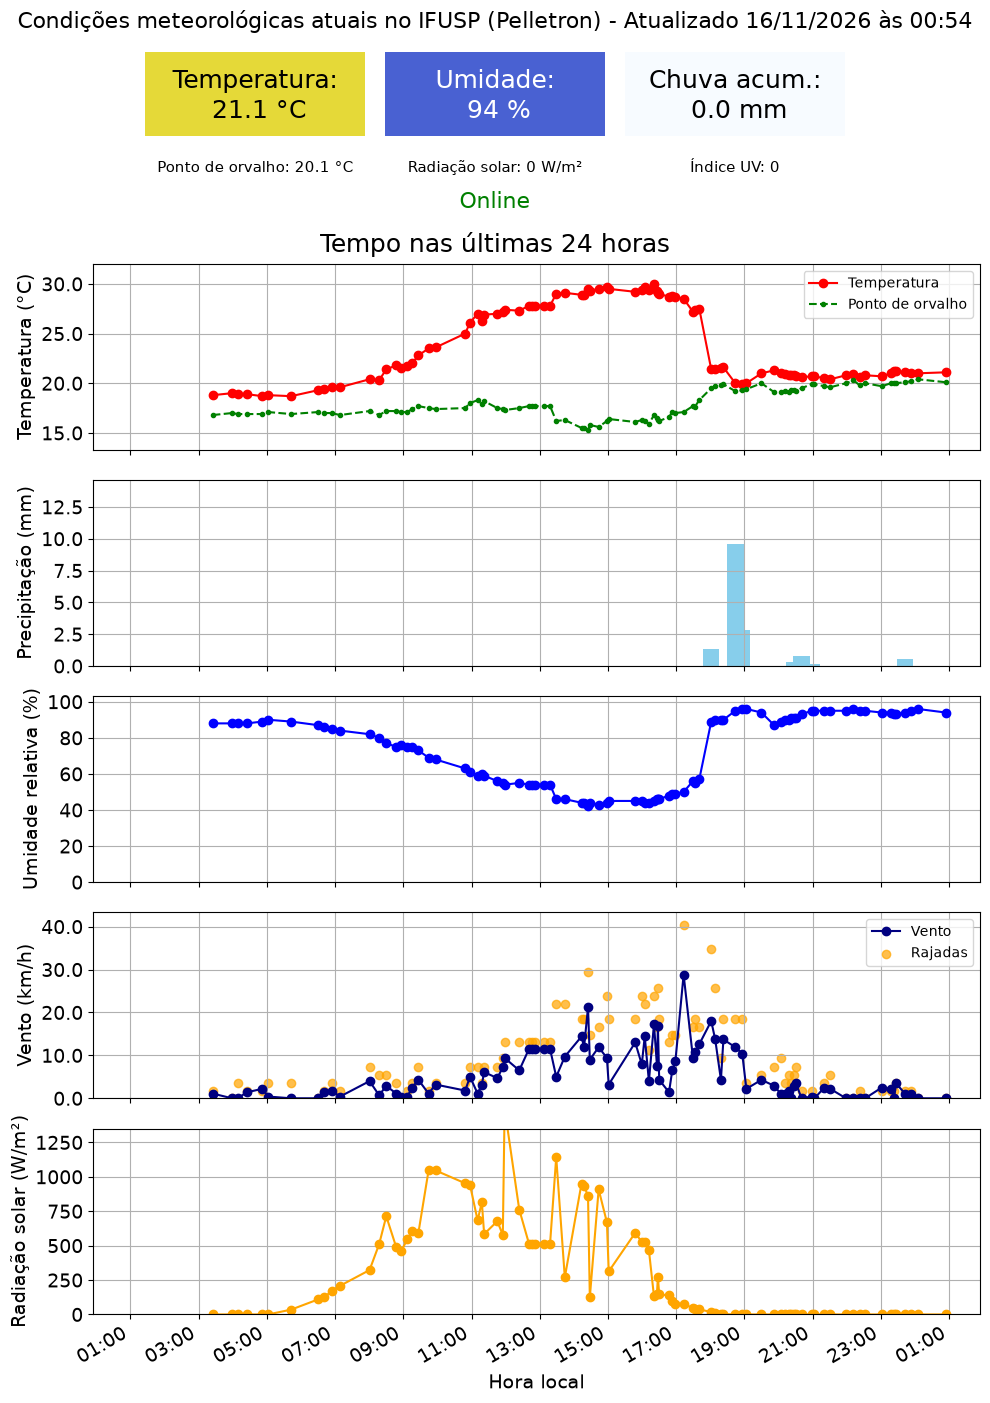 Condições meteorológicas atuais no IFUSP (Pelletron) - Atualizado 16/11/2026 às 00:54
Temperatura:
21.1 °C
Umidade:
94 %
Chuva acum.:
0.0 mm
Ponto de orvalho: 20.1 °C
Radiação solar: 0 W/m²
Índice UV: 0
Online
Tempo nas últimas 24 horas
Temperatura (°C)
30.0
25.0
20.0
15.0
Temperatura
Ponto de orvalho
Precipitação (mm)
12.5
10.0
7.5
5.0
2.5
0.0
Umidade relativa (%)
100
80
60
40
20
0
Vento (km/h)
40.0
30.0
20.0
10.0
0.0
Vento
Rajadas
Radiação solar (W/m²)
1250
1000
750
500
250
0
01:00
03:00
05:00
07:00
09:00
11:00
13:00
15:00
17:00
19:00
21:00
23:00
01:00
Hora local